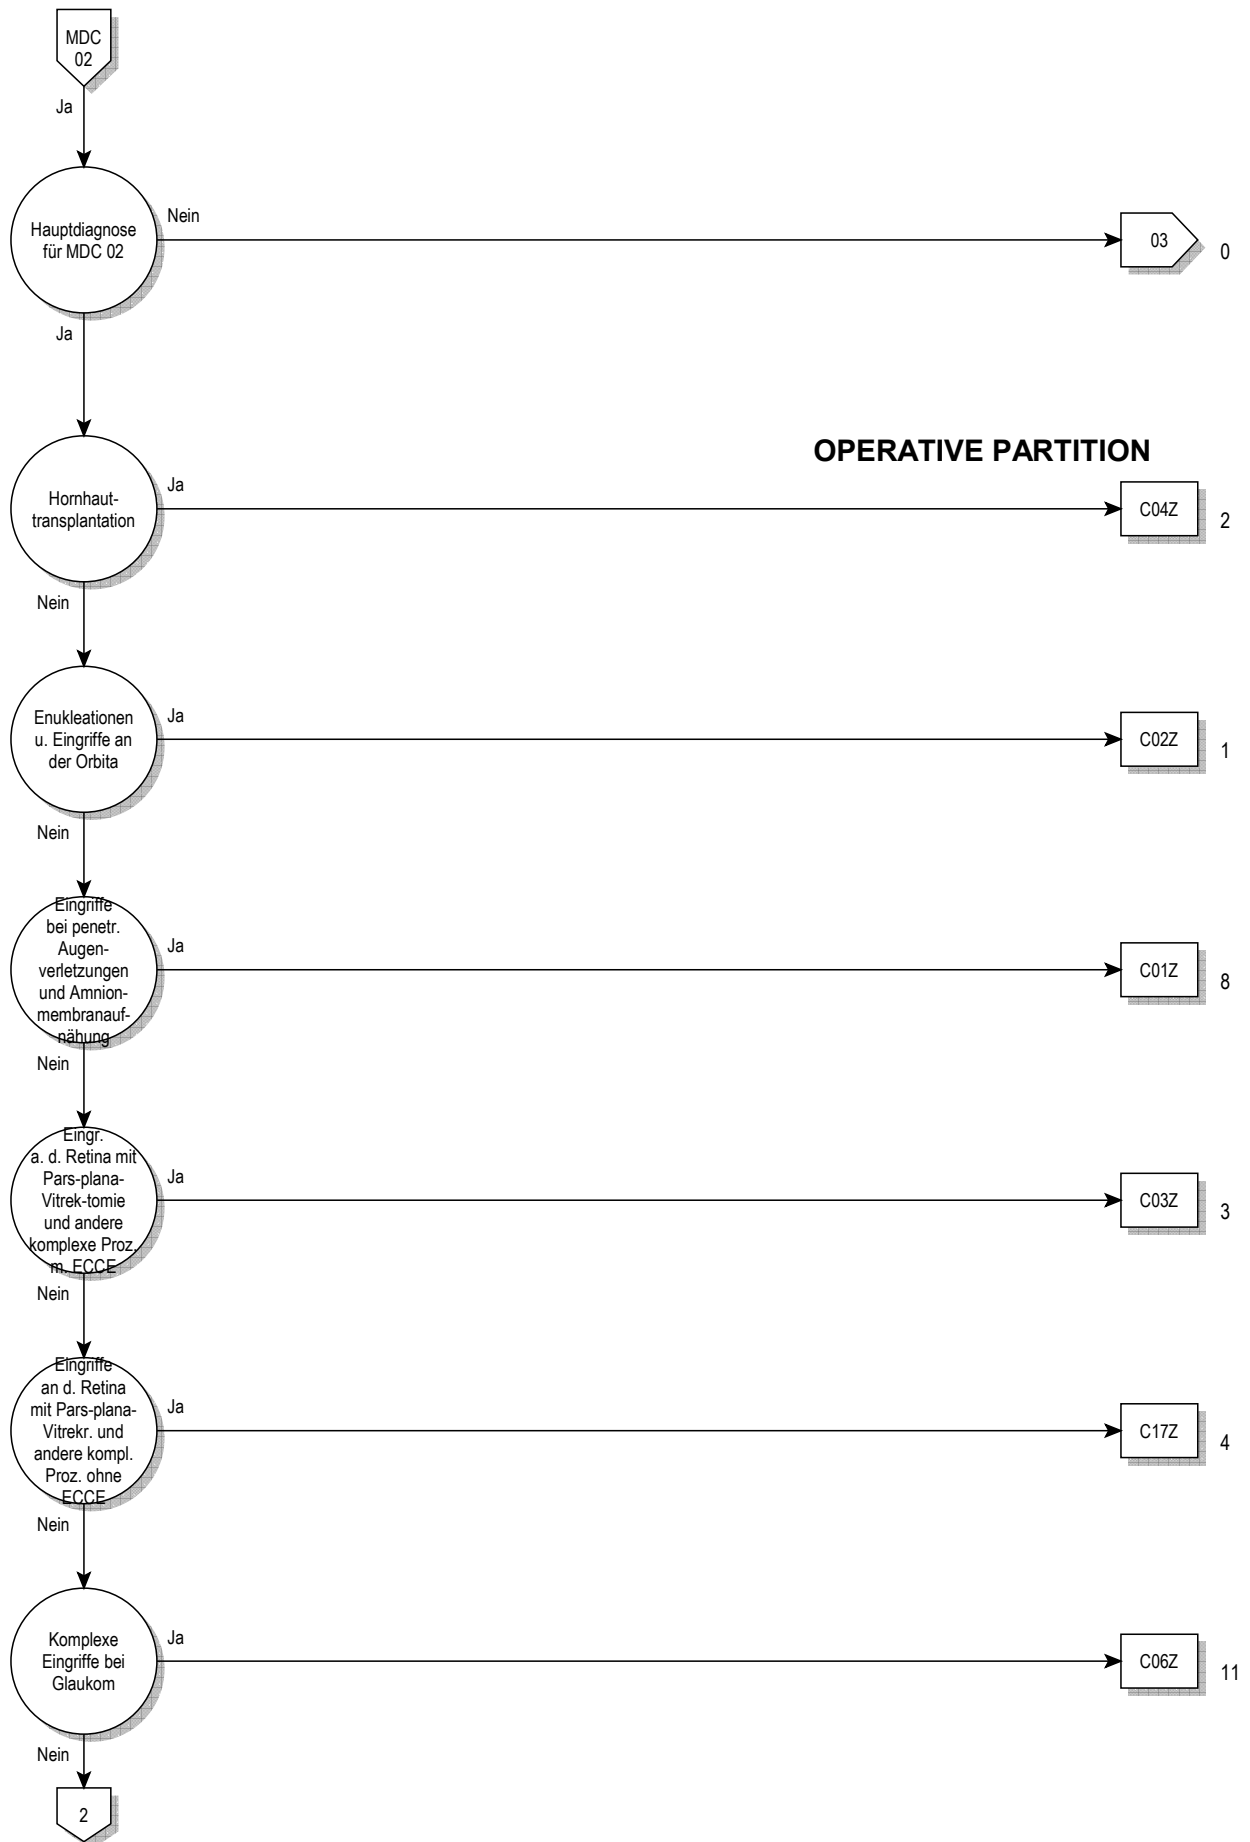 MDC
02
Ja
Hauptdiagnose
für MDC 02
Nein
03
0
Ja
OPERATIVE PARTITION
Hornhaut-
transplantation
Ja
C04Z
2
Nein
Enukleationen
u. Eingriffe an
der Orbita
Ja
C02Z
1
Nein
Eingriffe
bei penetr.
Augen-
verletzungen
und Amnion-
membranauf-
nähung
Ja
C01Z
8
Nein
Eingr.
a. d. Retina mit
Pars-plana-
Vitrek-tomie
und andere
komplexe Proz.
m. ECCE
Ja
C03Z
3
Nein
Eingriffe
an d. Retina
mit Pars-plana-
Vitrekr. und
andere kompl.
Proz. ohne
ECCE
Ja
C17Z
4
Nein
Komplexe
Eingriffe bei
Glaukom
Ja
C06Z
11
Nein
2